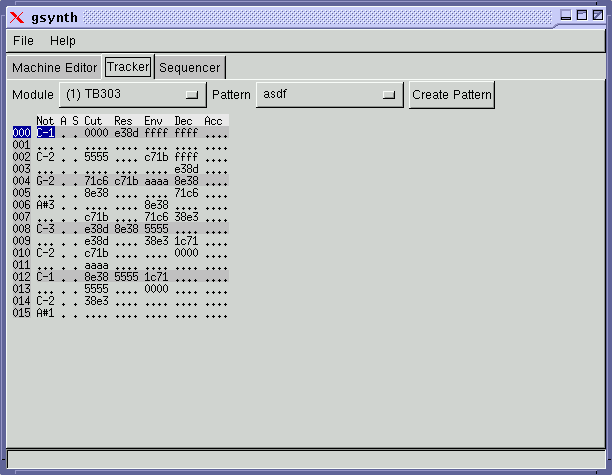 gsynth
File Help
Machine Editor Tracker Sequencer
Module (1) TB303 Pattern asdf Create Pattern
Not A S Cut Res Env Dec Acc
000 C-1 . . 0000 e38d ffff ffff ....
001 ... . . .... .... .... .... ....
002 C-2 . . 5555 .... c71b ffff ....
003 ... . . .... .... .... e38d ....
004 G-2 . . 71c6 c71b aaaa 8e38 ....
005 ... . . 8e38 .... .... 71c6 ....
006 A#3 . . .... .... 8e38 .... ....
007 ... . . c71b .... 71c6 38e3 ....
008 C-3 . . e38d 8e38 5555 .... ....
009 ... . . e38d .... 38e3 1c71 ....
010 C-2 . . c71b .... .... 0000 ....
011 ... . . aaaa .... .... .... ....
012 C-1 . . 8e38 5555 1c71 .... ....
013 ... . . 5555 .... 0000 .... ....
014 C-2 . . 38e3 .... .... .... ....
015 A#1 . . .... .... .... .... ....